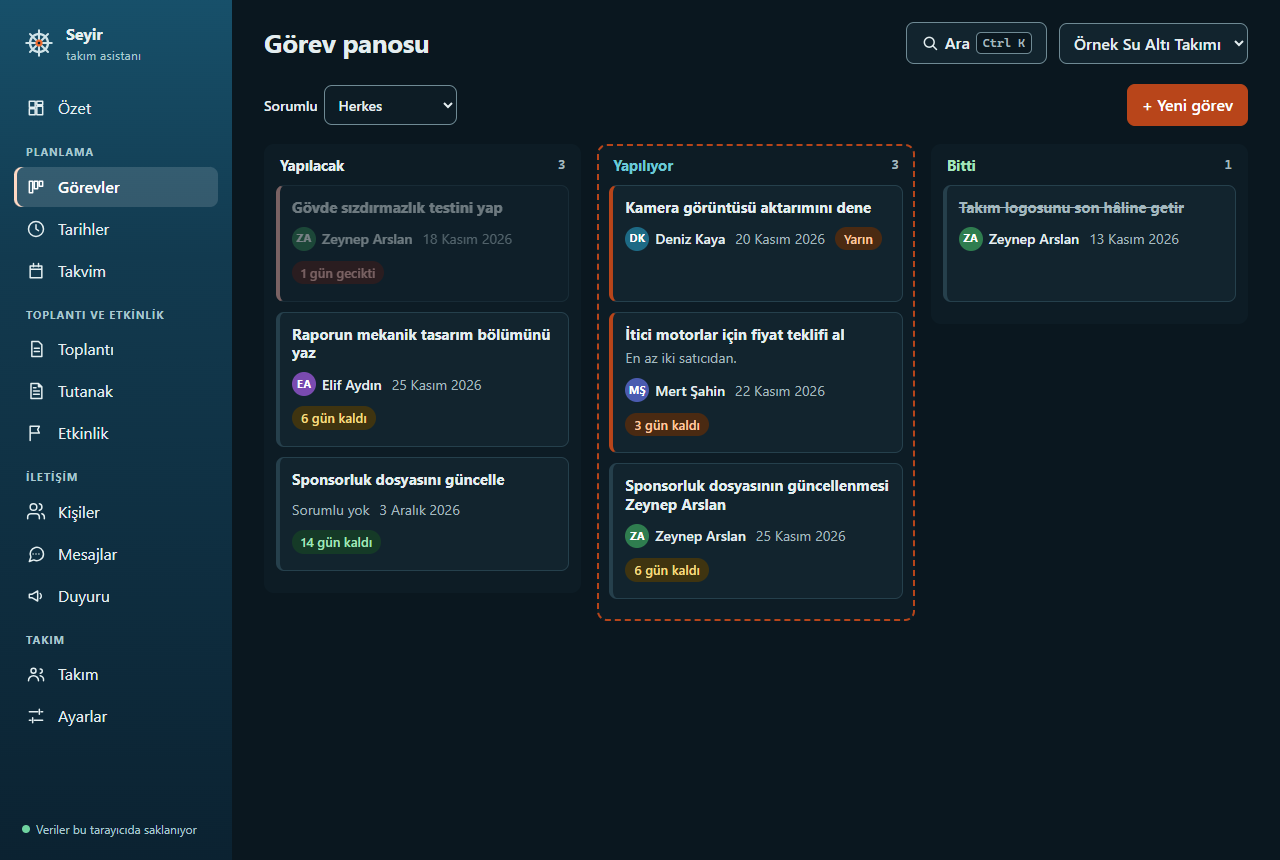 Seyir
takım asistanı
Özet
PLANLAMA
Görevler
Tarihler
Takvim
TOPLANTI VE ETKİNLİK
Toplantı
Tutanak
Etkinlik
İLETİŞİM
Kişiler
Mesajlar
Duyuru
TAKIM
Takım
Ayarlar
Veriler bu tarayıcıda saklanıyor
Görev panosu
Ara Ctrl K
Örnek Su Altı Takımı
Sorumlu Herkes
+ Yeni görev
Yapılacak 3
Gövde sızdırmazlık testini yap
ZA Zeynep Arslan 18 Kasım 2026
1 gün gecikti
Raporun mekanik tasarım bölümünü
yaz
EA Elif Aydın 25 Kasım 2026
6 gün kaldı
Sponsorluk dosyasını güncelle
Sorumlu yok 3 Aralık 2026
14 gün kaldı
Yapılıyor 3
Kamera görüntüsü aktarımını dene
DK Deniz Kaya 20 Kasım 2026 Yarın
İtici motorlar için fiyat teklifi al
En az iki satıcıdan.
MŞ Mert Şahin 22 Kasım 2026
3 gün kaldı
Sponsorluk dosyasının güncellenmesi
Zeynep Arslan
ZA Zeynep Arslan 25 Kasım 2026
6 gün kaldı
Bitti 1
Takım logosunu son hâline getir
ZA Zeynep Arslan 13 Kasım 2026